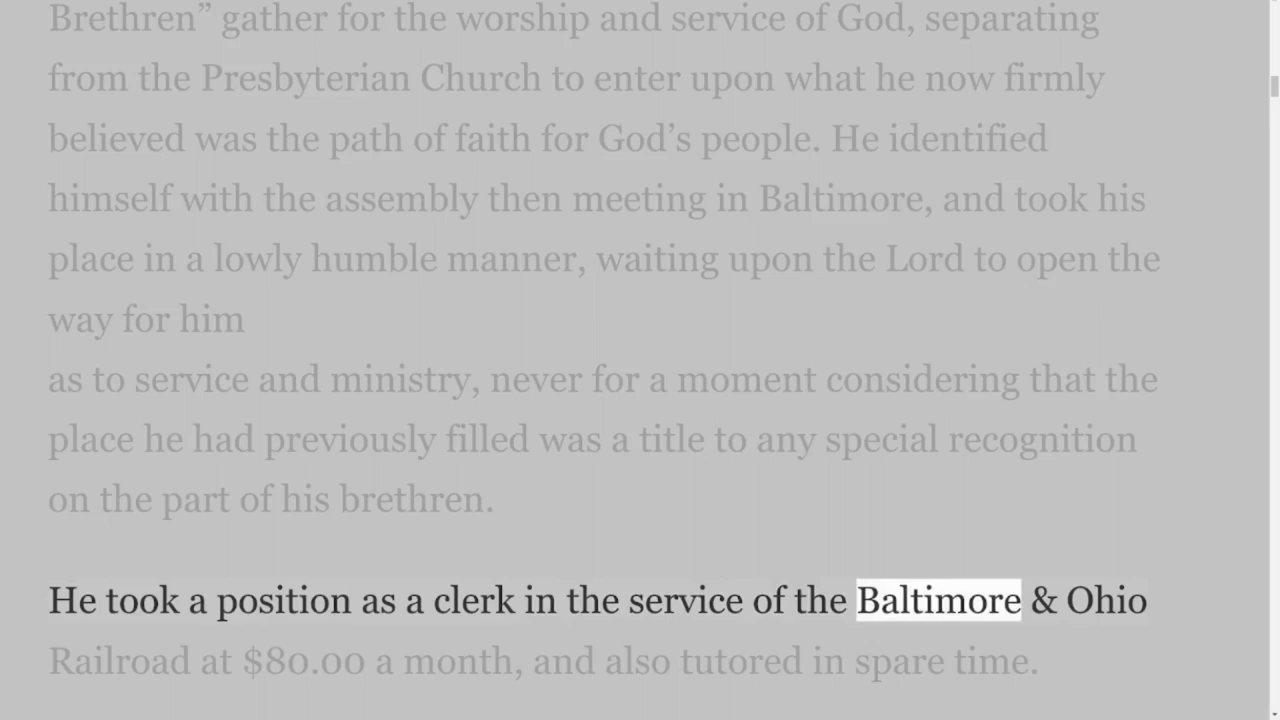 Brethren” gather for the worship and service of God, separating
from the Presbyterian Church to enter upon what he now firmly
believed was the path of faith for God’s people. He identified
himself with the assembly then meeting in Baltimore, and took his
place in a lowly humble manner, waiting upon the Lord to open the
way for him
as to service and ministry, never for a moment considering that the
place he had previously filled was a title to any special recognition
on the part of his brethren.
He took a position as a clerk in the service of the Baltimore & Ohio
Railroad at $80.00 a month, and also tutored in spare time.